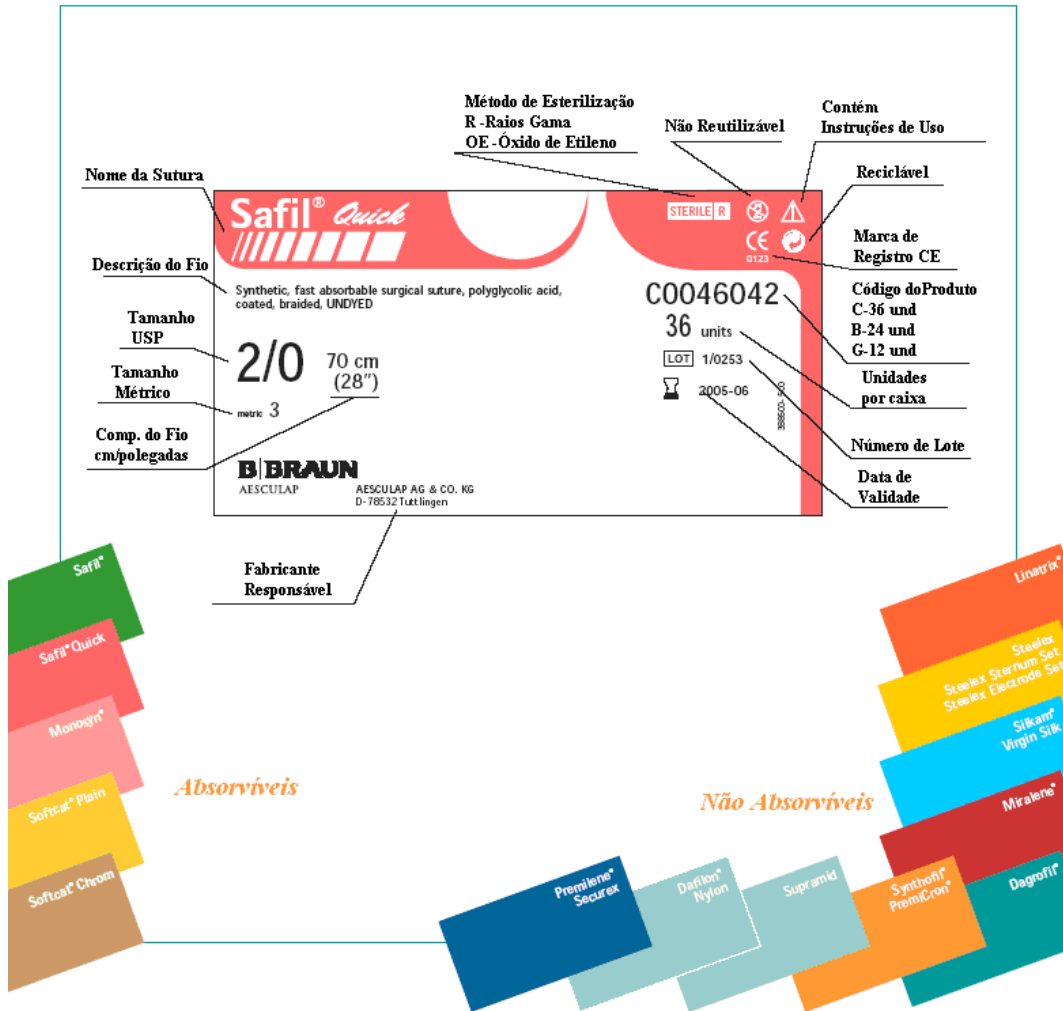 Método de Esterilização
R -Raios Gama
OE -Óxido de Etileno
Não Reutilizável
Contém
Instruções de Uso
Nome da Sutura
Reciclável
Safil® Quick
STERILE R
CE
0123
Marca de
Registro CE
Descrição do Fio
Synthetic, fast absorbable surgical suture, polyglycolic acid,
coated, braided, UNDYED
C0046042
Código doProduto
C-36 und
B-24 und
G-12 und
Tamanho
USP
2/0
70 cm
(28")
36 units
LOT 1/0253
2005-06
Unidades
por caixa
Tamanho
Métrico
metric 3
Comp. do Fio
cm/polegadas
Número de Lote
B|BRAUN
AESCULAP
AESCULAP AG & CO. KG
D-78532 Tuttlingen
Data de
Validade
Fabricante
Responsável
Safil®
Safil® Quick
Monosyn®
Softcat® Plain
Softcat® Chrom
Absorvíveis
Não Absorvíveis
Linatrix®
Steelex
Steelex Sternum Set
Steelex Electrode Set
Silkam®
Virgin Silk
Miralene®
Dagrofil®
Synthofil®
PremiCron®
Supramid
Dafilon®
Nylon
Premilene®
Securex